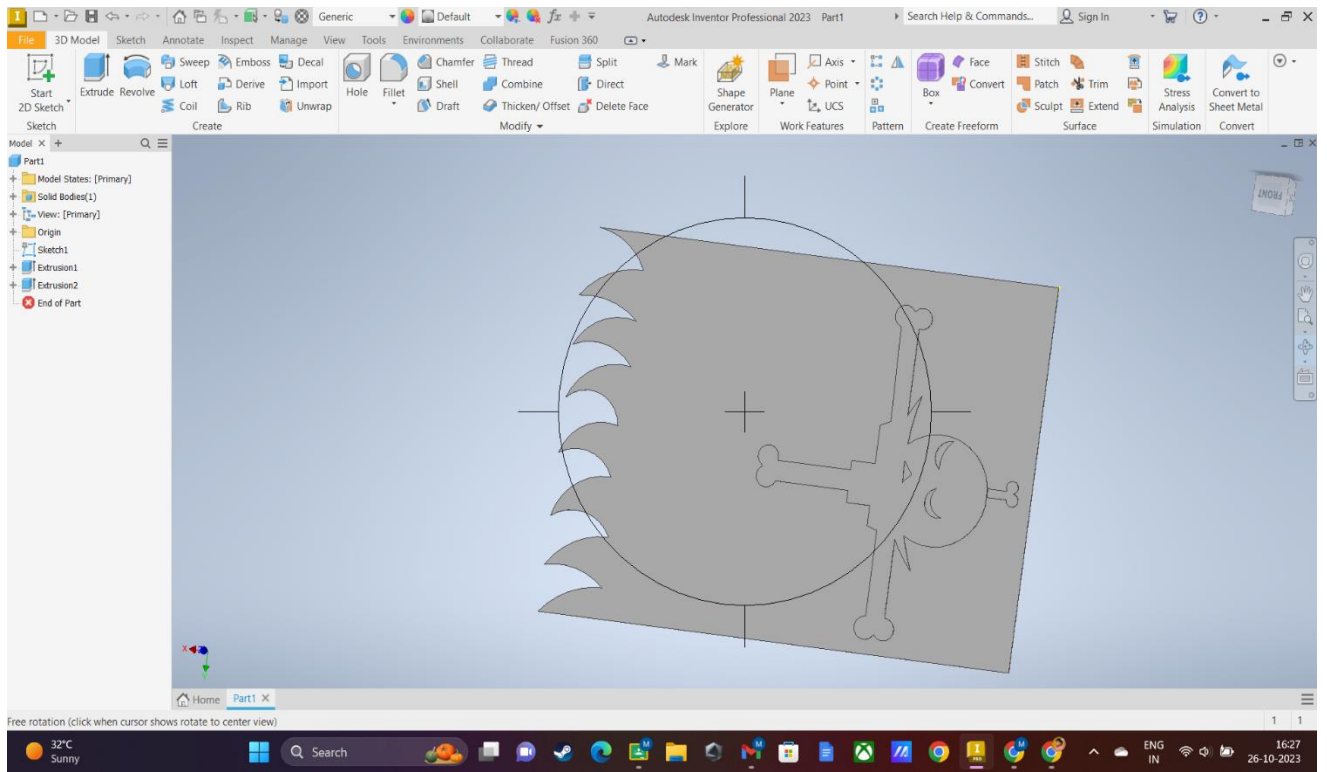 Generic Default fx Autodesk Inventor Professional 2023 Part1 Search Help & Commands... Sign In
File 3D Model Sketch Annotate Inspect Manage View Tools Environments Collaborate Fusion 360
Sweep Emboss Decal Chamfer Thread Split Mark Axis Face Stitch
Start 2D Sketch Extrude Revolve Loft Derive Import Hole Fillet Shell Combine Direct Shape Generator Plane Point Box Convert Patch Trim Stress Analysis Convert to Sheet Metal
Coil Rib Unwrap Draft Thicken/ Offset Delete Face UCS Sculpt Extend
Sketch Create Modify Explore Work Features Pattern Create Freeform Surface Simulation Convert
Model
Part1
Model States: [Primary]
Solid Bodies(1)
View: [Primary]
Origin
Sketch1
Extrusion1
Extrusion2
End of Part
FRONT
X
Y
Home Part1
Free rotation (click when cursor shows rotate to center view) 1 1
32°C
Sunny
Search
ENG
IN
16:27
26-10-2023